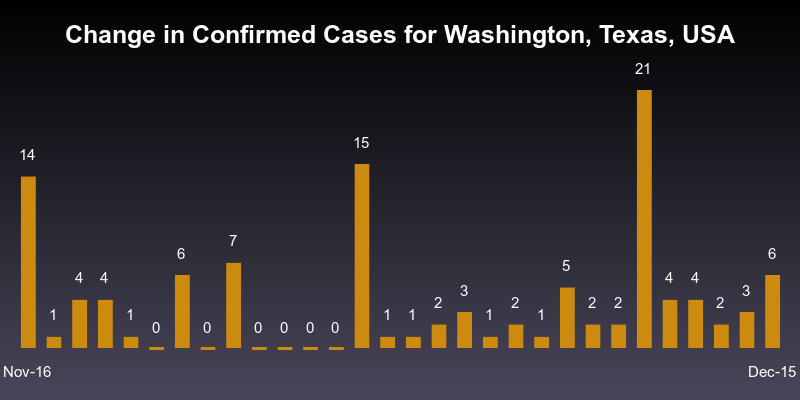 Change in Confirmed Cases for Washington, Texas, USA
14 1 4 4 1 0 6 0 7 0 0 0 0 15 1 1 2 3 1 2 1 5 2 2 21 4 4 2 3 6
Nov-16 Dec-15